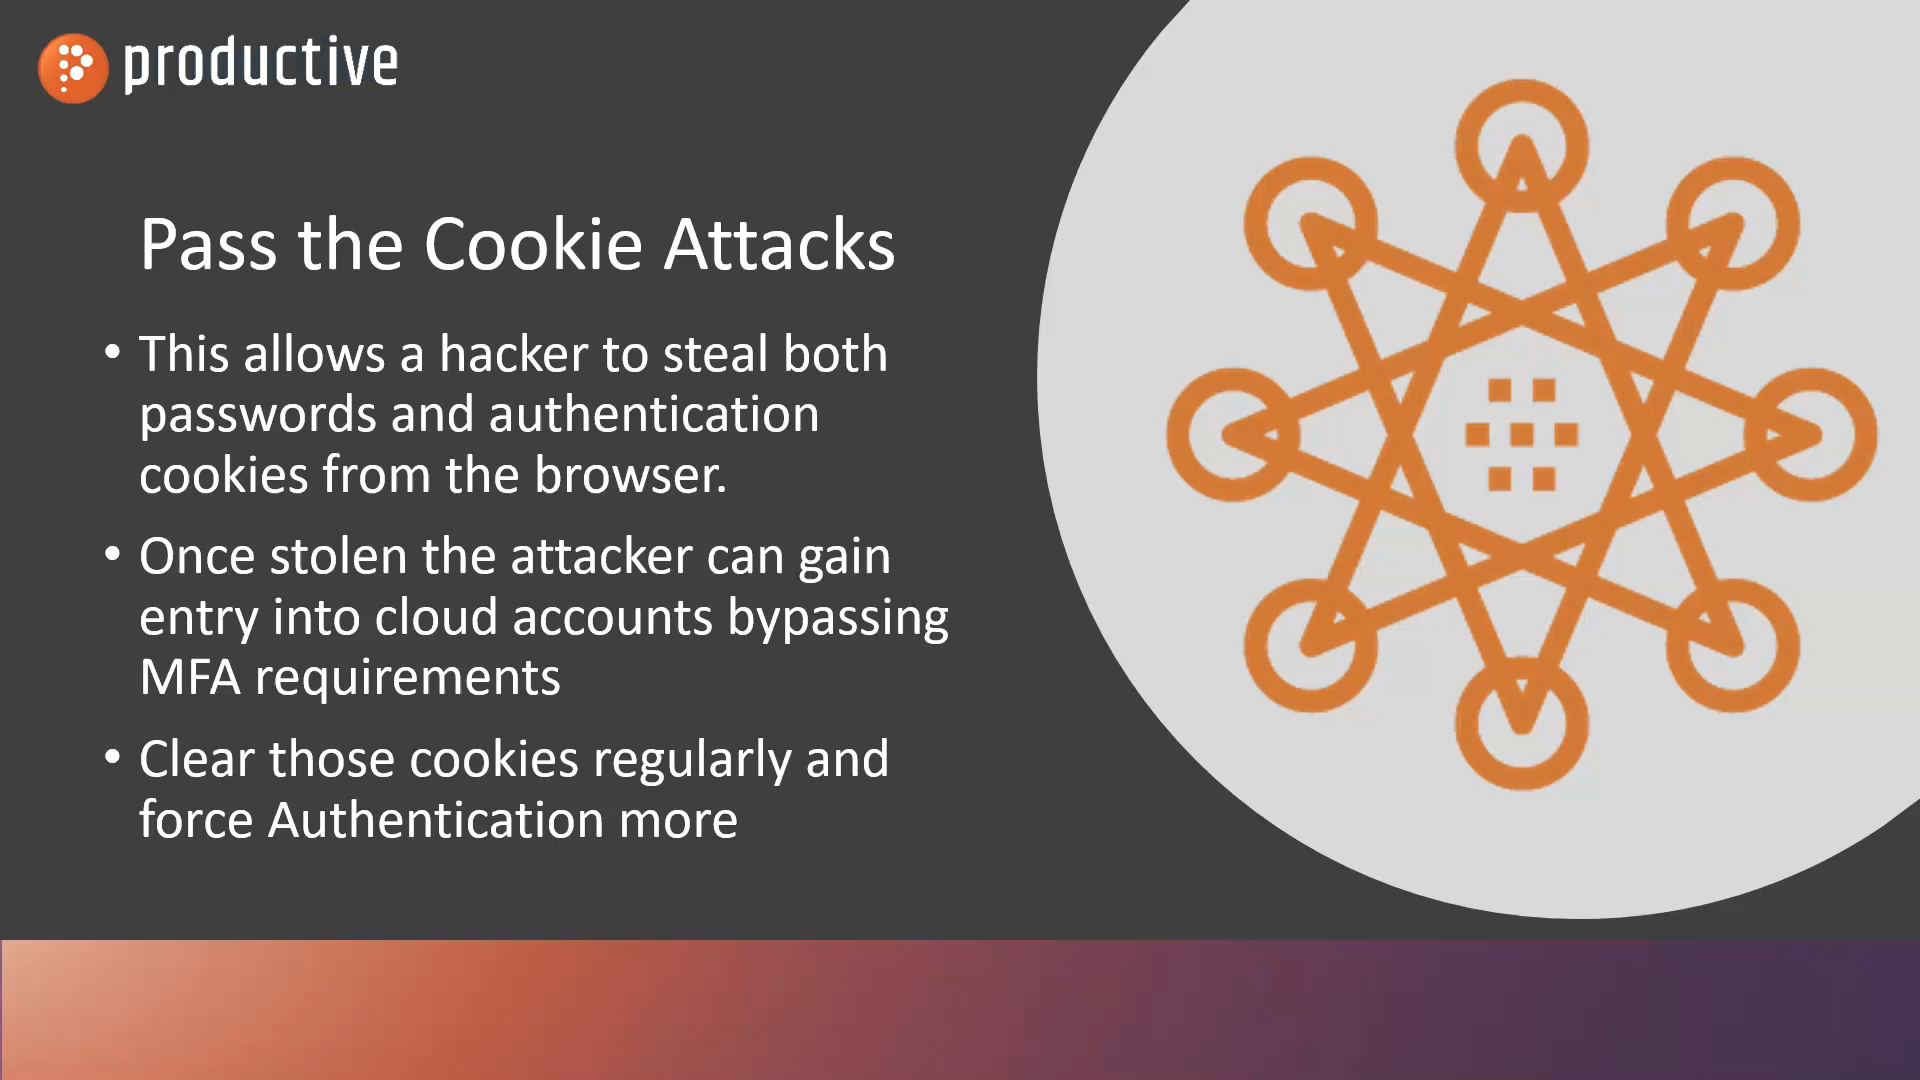 productive
Pass the Cookie Attacks
• This allows a hacker to steal both
passwords and authentication
cookies from the browser.
• Once stolen the attacker can gain
entry into cloud accounts bypassing
MFA requirements
• Clear those cookies regularly and
force Authentication more